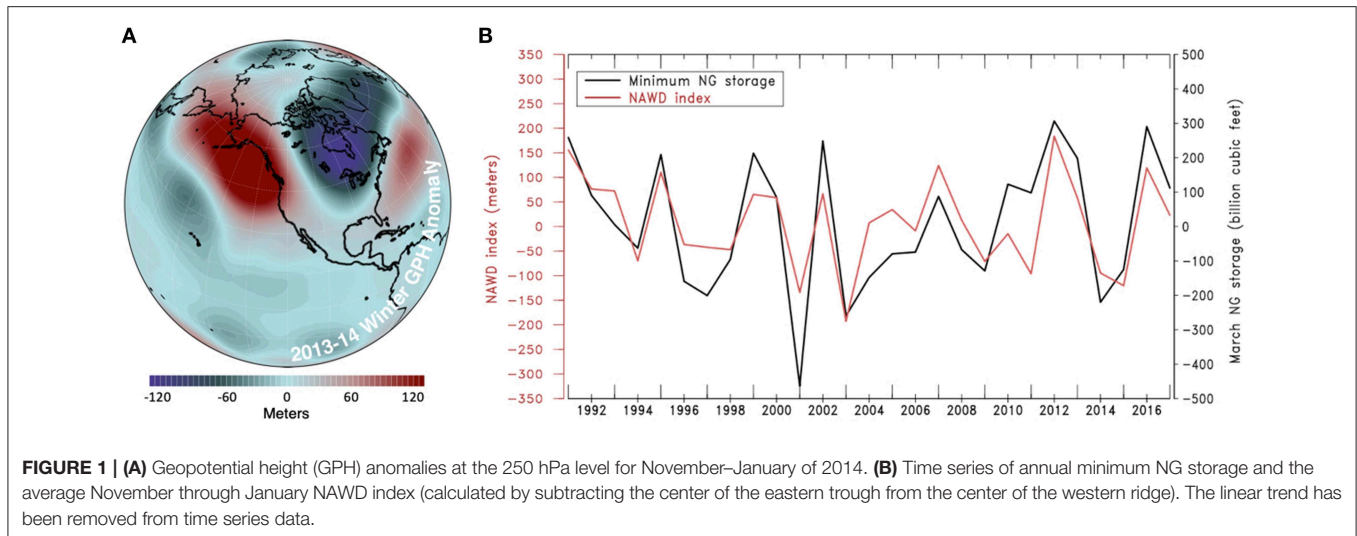 A
2013-14 Winter GPH Anomaly
-120 -60 0 60 120
Meters
B
350
300
250
200
150
100
50
0
−50
−100
−150
−200
−250
−300
−350
NAWD index (meters)
Minimum NG storage
NAWD index
500
400
300
200
100
0
−100
−200
−300
−400
−500
March NG storage (billion cubic feet)
1992 1994 1996 1998 2000 2002 2004 2006 2008 2010 2012 2014 2016
FIGURE 1 | (A) Geopotential height (GPH) anomalies at the 250 hPa level for November–January of 2014. (B) Time series of annual minimum NG storage and the
average November through January NAWD index (calculated by subtracting the center of the eastern trough from the center of the western ridge). The linear trend has
been removed from time series data.